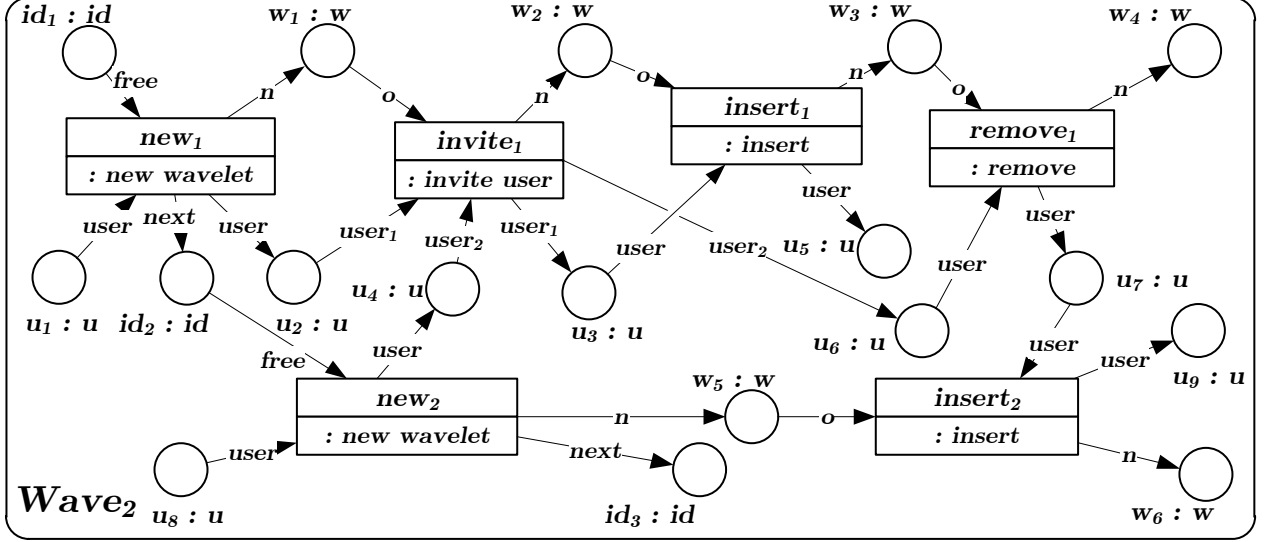 id₁ : id
w₁ : w
w₂ : w
w₃ : w
w₄ : w
free
n
o
n
o
n
o
n
new₁
: new wavelet
invite₁
: invite user
insert₁
: insert
remove₁
: remove
user
next
user
user₁
user₂
user₁
user
user₂
user
user
user
u₁ : u
id₂ : id
u₂ : u
u₄ : u
u₃ : u
u₅ : u
u₆ : u
u₇ : u
free
user
user
user
u₉ : u
new₂
: new wavelet
n
w₅ : w
o
insert₂
: insert
user
next
n
Wave₂
u₈ : u
id₃ : id
w₆ : w